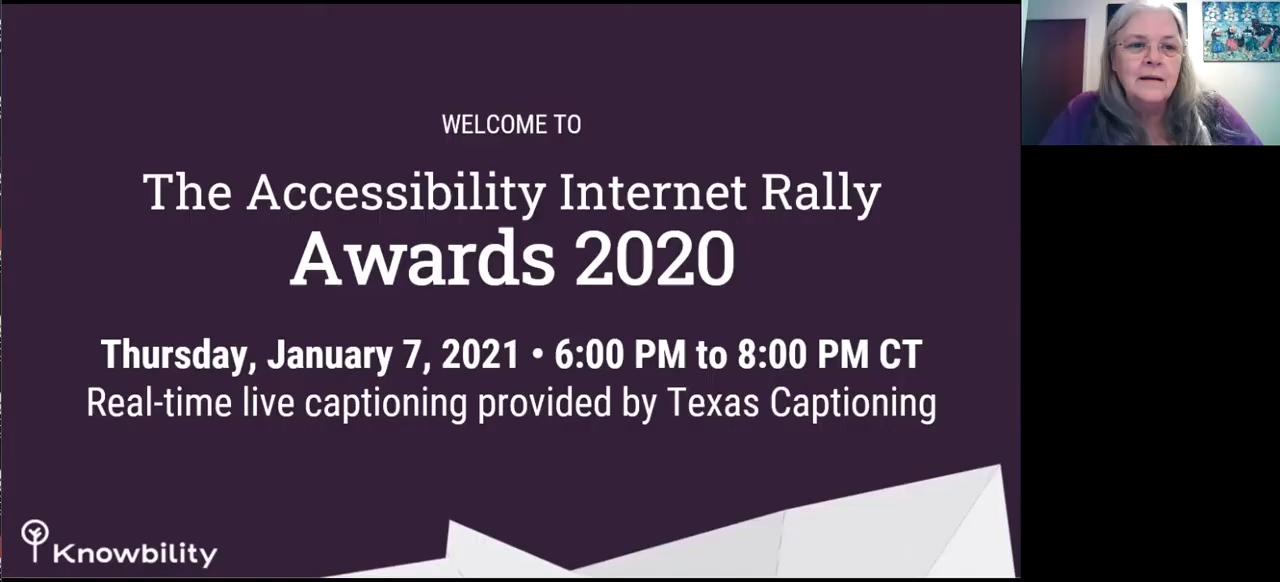 WELCOME TO
The Accessibility Internet Rally
Awards 2020
Thursday, January 7, 2021 • 6:00 PM to 8:00 PM CT
Real-time live captioning provided by Texas Captioning
Knowbility